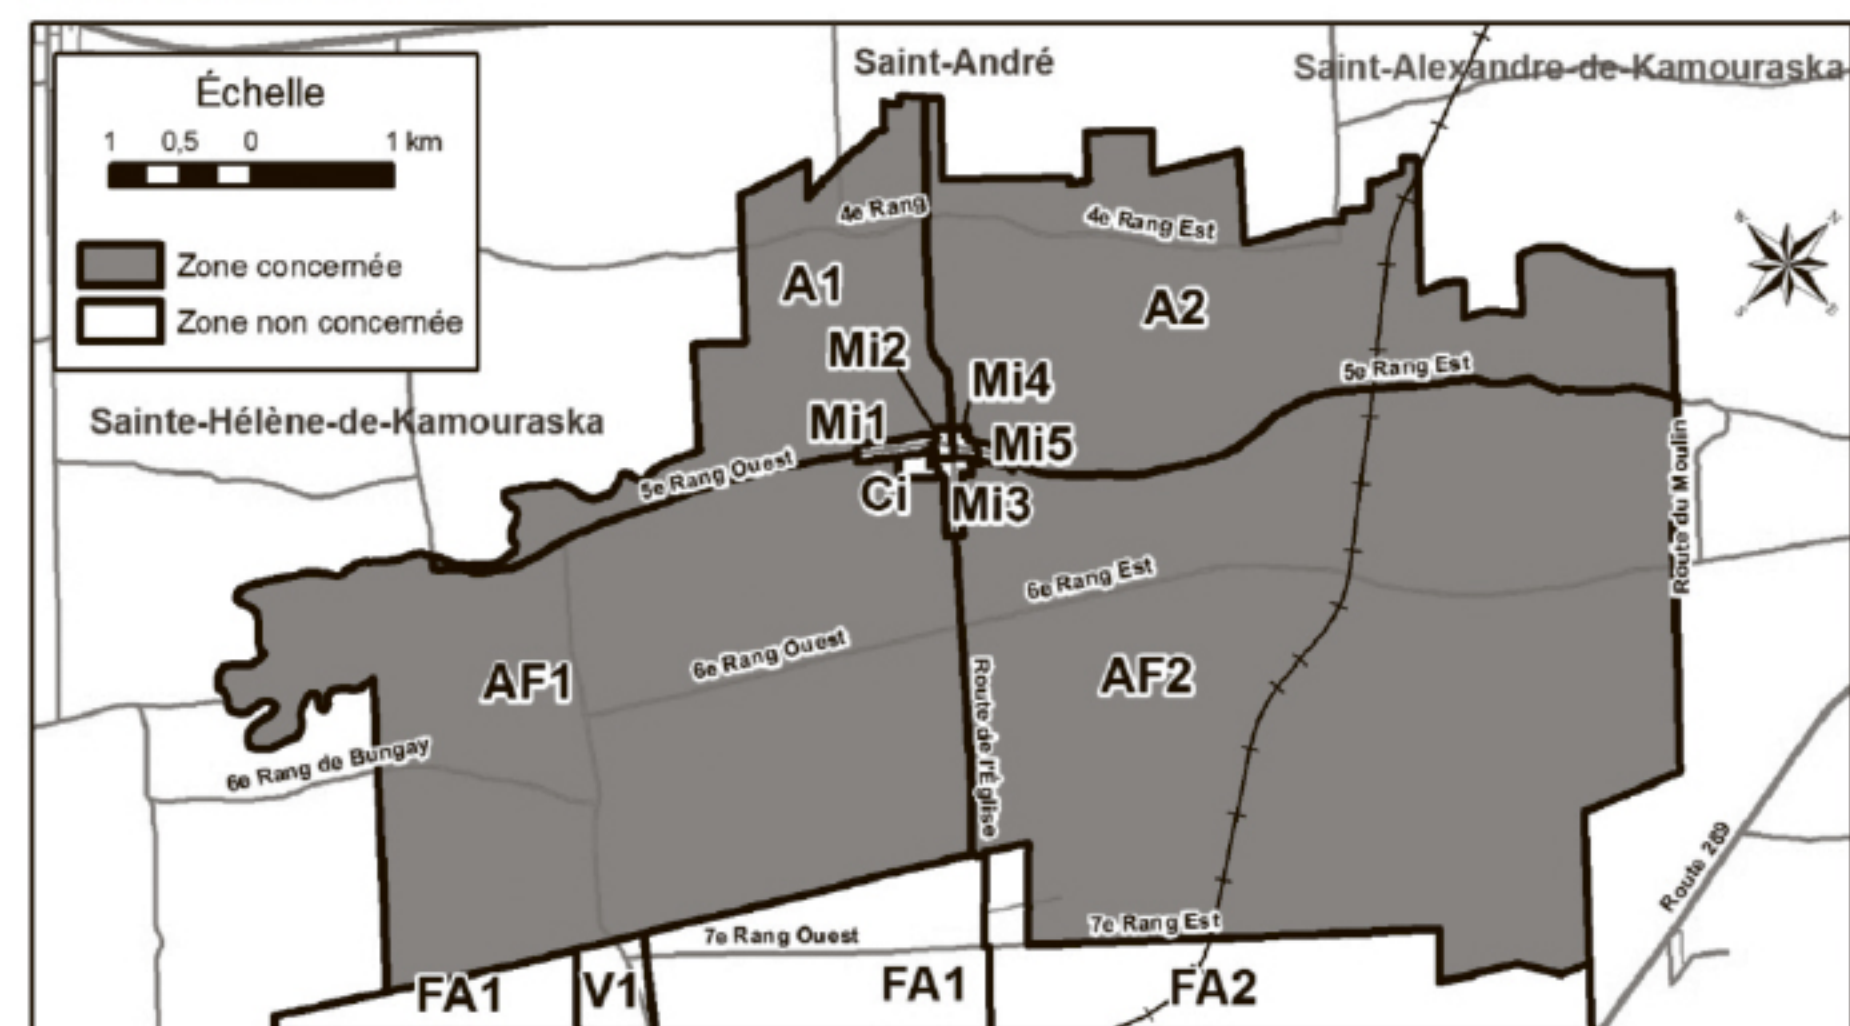 Saint-André
Saint-Alexandre-de-Kamouraska
Échelle
1 0,5 0 1 km
Zone concernée
Zone non concernée
4e Rang
4e Rang Est
N
A1
A2
Mi2
Mi4
5e Rang Est
Sainte-Hélène-de-Kamouraska
Mi1
Mi5
5e Rang Ouest
Ci
Mi3
Route du Moulin
6e Rang Est
6e Rang Ouest
AF1
AF2
Route de l'Église
6e Rang de Bungay
Route 289
7e Rang Ouest
7e Rang Est
FA1
V1
FA1
FA2